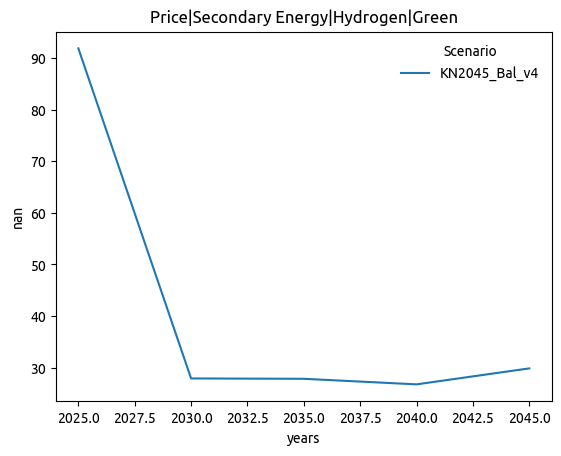 Price|Secondary Energy|Hydrogen|Green
Scenario
KN2045_Bal_v4
90
80
70
60
50
40
30
nan
2025.0 2027.5 2030.0 2032.5 2035.0 2037.5 2040.0 2042.5 2045.0
years